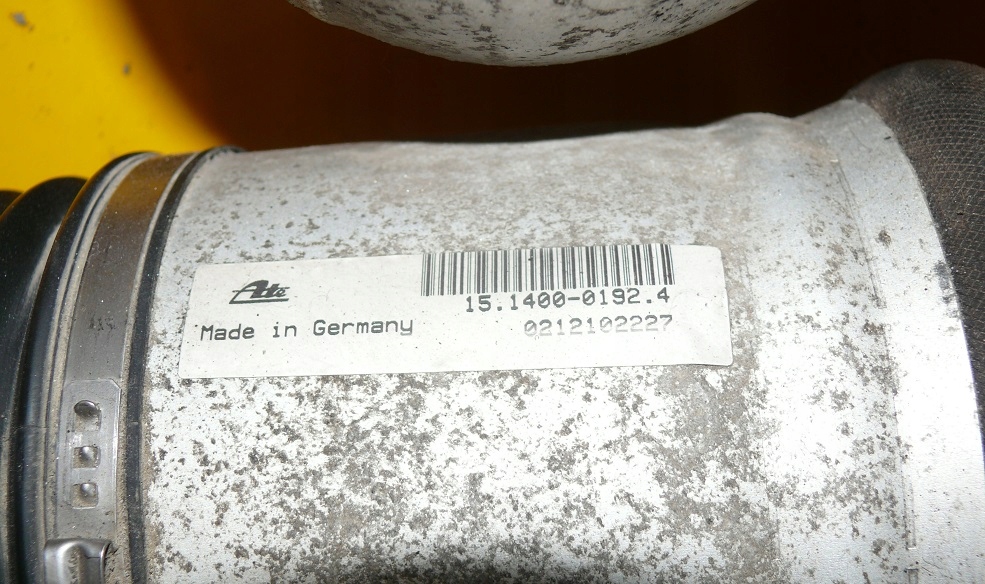 Ate
15.1400-0192.4
Made in Germany 0212102227